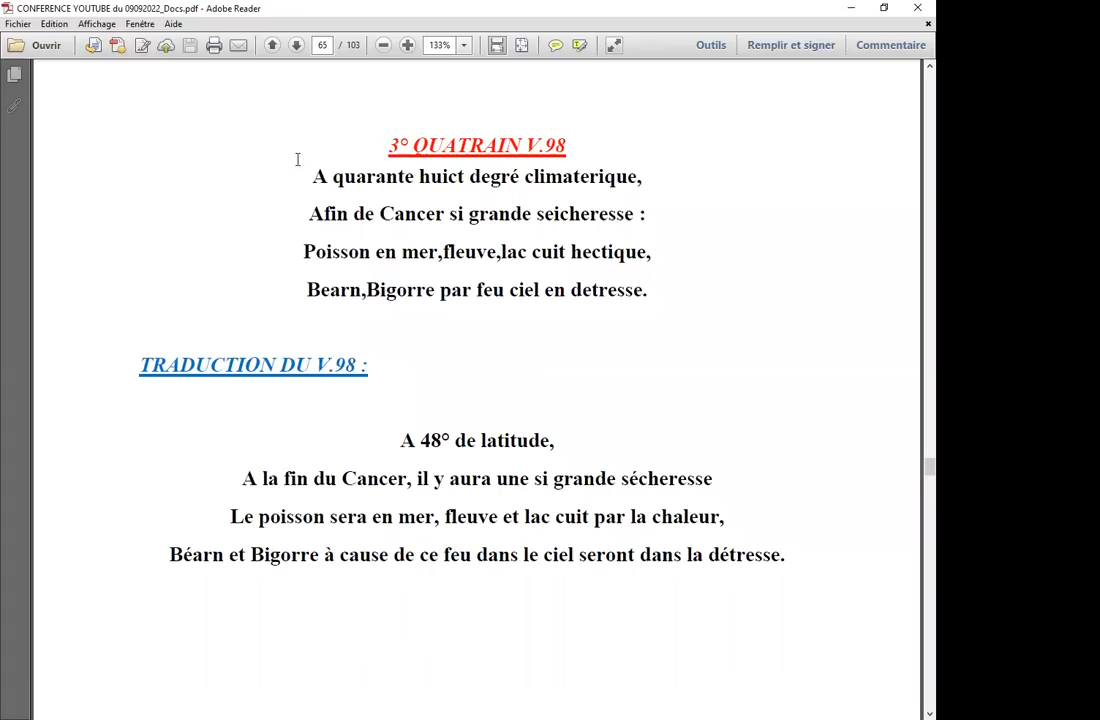 CONFERENCE YOUTUBE du 09092022_Docs.pdf - Adobe Reader
Fichier Edition Affichage Fenêtre Aide
Ouvrir 65 / 103 133% Outils Remplir et signer Commentaire
3° QUATRAIN V.98
A quarante huict degré climaterique,
Afin de Cancer si grande seicheresse :
Poisson en mer,fleuve,lac cuit hectique,
Bearn,Bigorre par feu ciel en detresse.
TRADUCTION DU V.98 :
A 48° de latitude,
A la fin du Cancer, il y aura une si grande sécheresse
Le poisson sera en mer, fleuve et lac cuit par la chaleur,
Béarn et Bigorre à cause de ce feu dans le ciel seront dans la détresse.